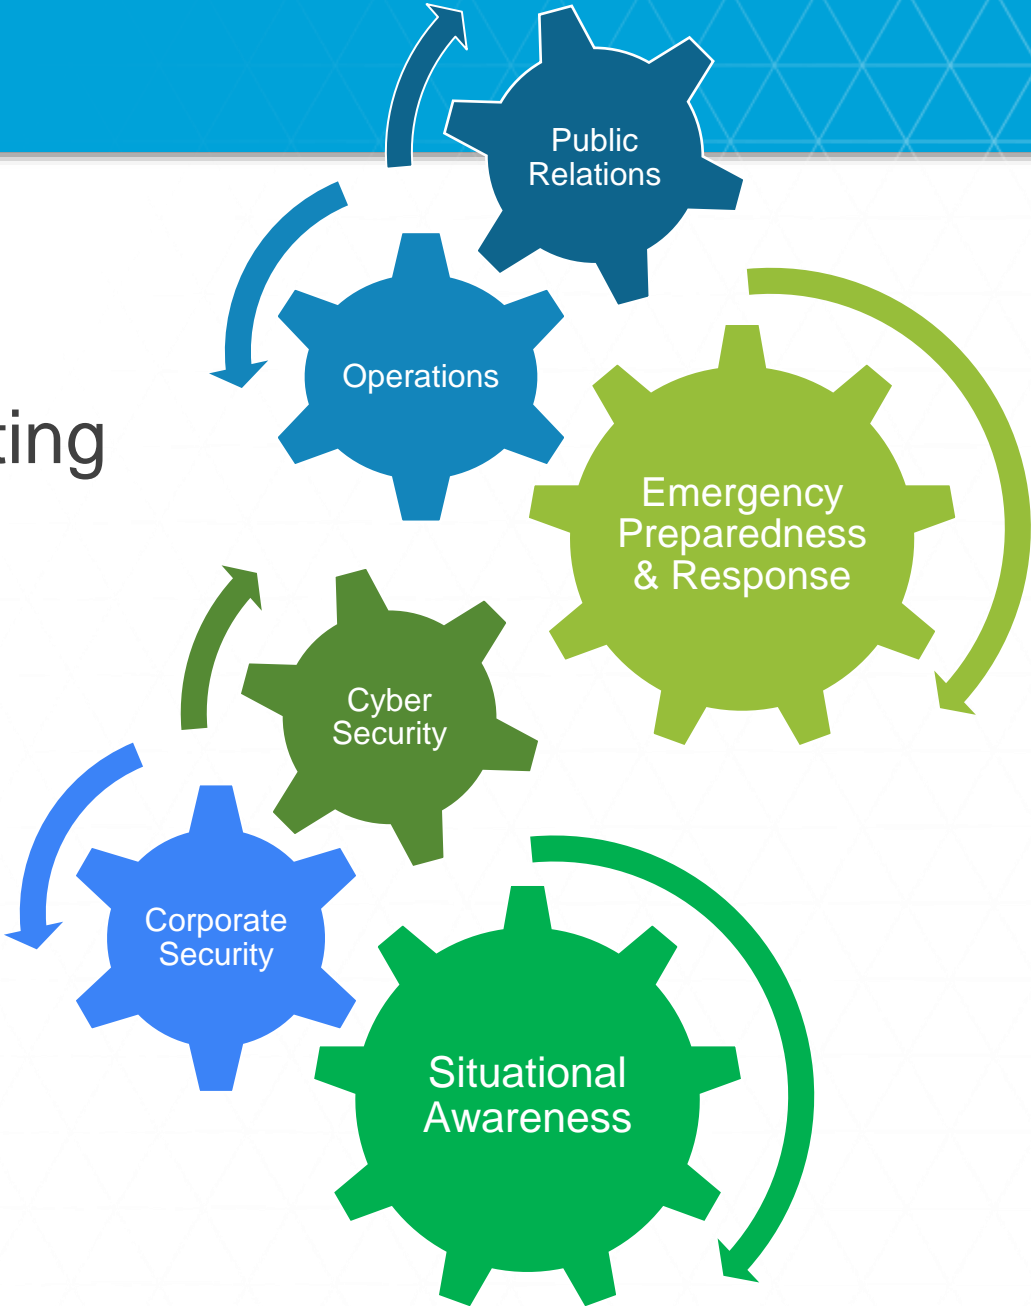 Public
Relations
Operations
ting
Emergency
Preparedness
& Response
Cyber
Security
Corporate
Security
Situational
Awareness